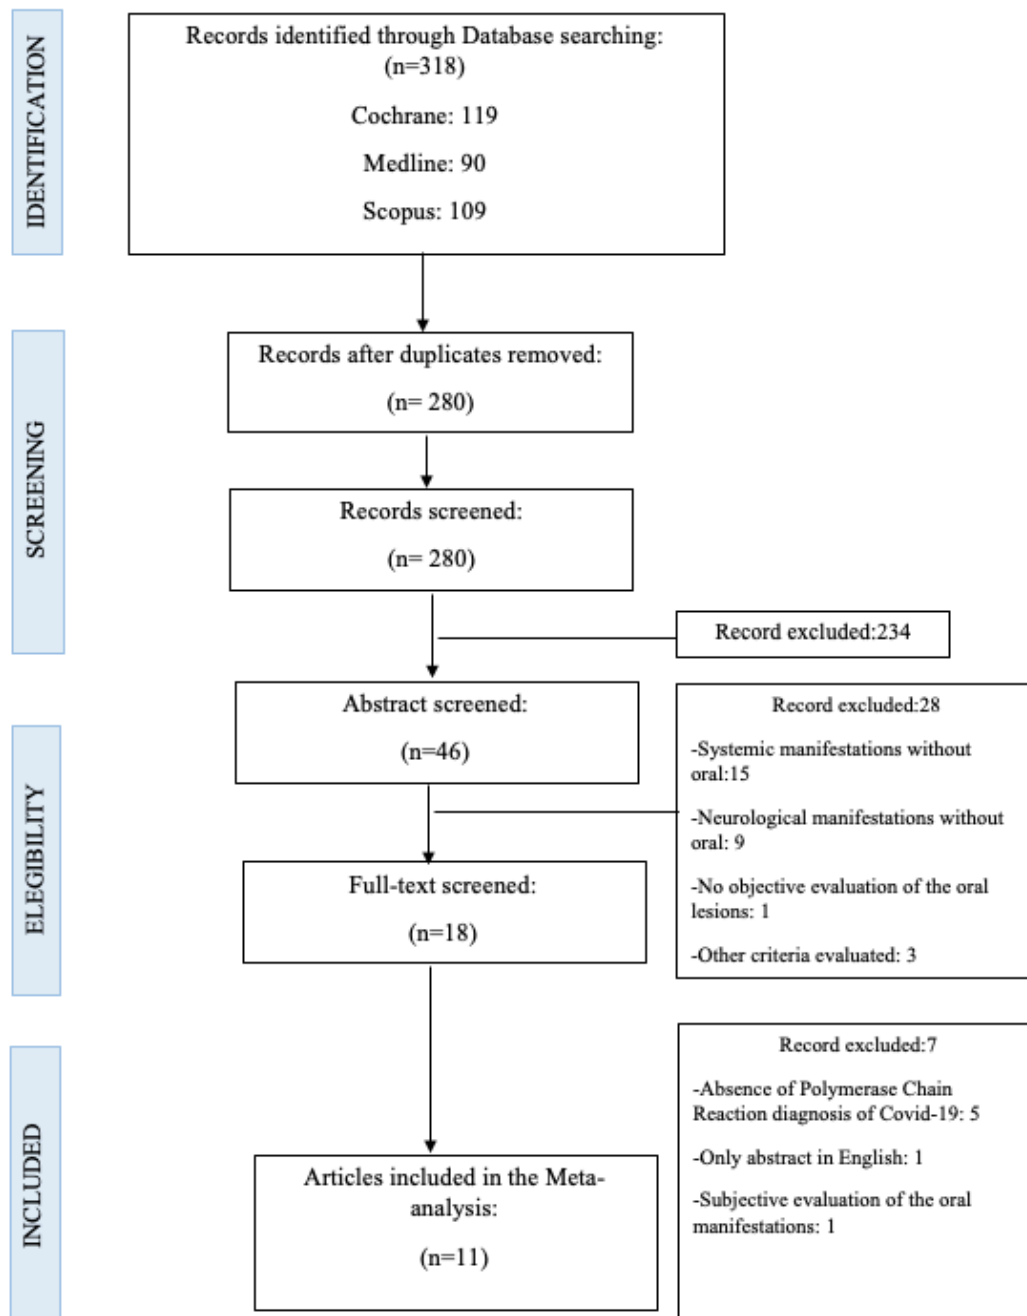 IDENTIFICATION
Records identified through Database searching:
(n=318)
Cochrane: 119
Medline: 90
Scopus: 109
SCREENING
Records after duplicates removed:
(n= 280)
Records screened:
(n= 280)
Record excluded:234
ELEGIBILITY
Abstract screened:
(n=46)
Record excluded:28
-Systemic manifestations without
oral:15
-Neurological manifestations without
oral: 9
-No objective evaluation of the oral
lesions: 1
-Other criteria evaluated: 3
Full-text screened:
(n=18)
INCLUDED
Record excluded:7
-Absence of Polymerase Chain
Reaction diagnosis of Covid-19: 5
-Only abstract in English: 1
-Subjective evaluation of the oral
manifestations: 1
Articles included in the Meta-
analysis:
(n=11)